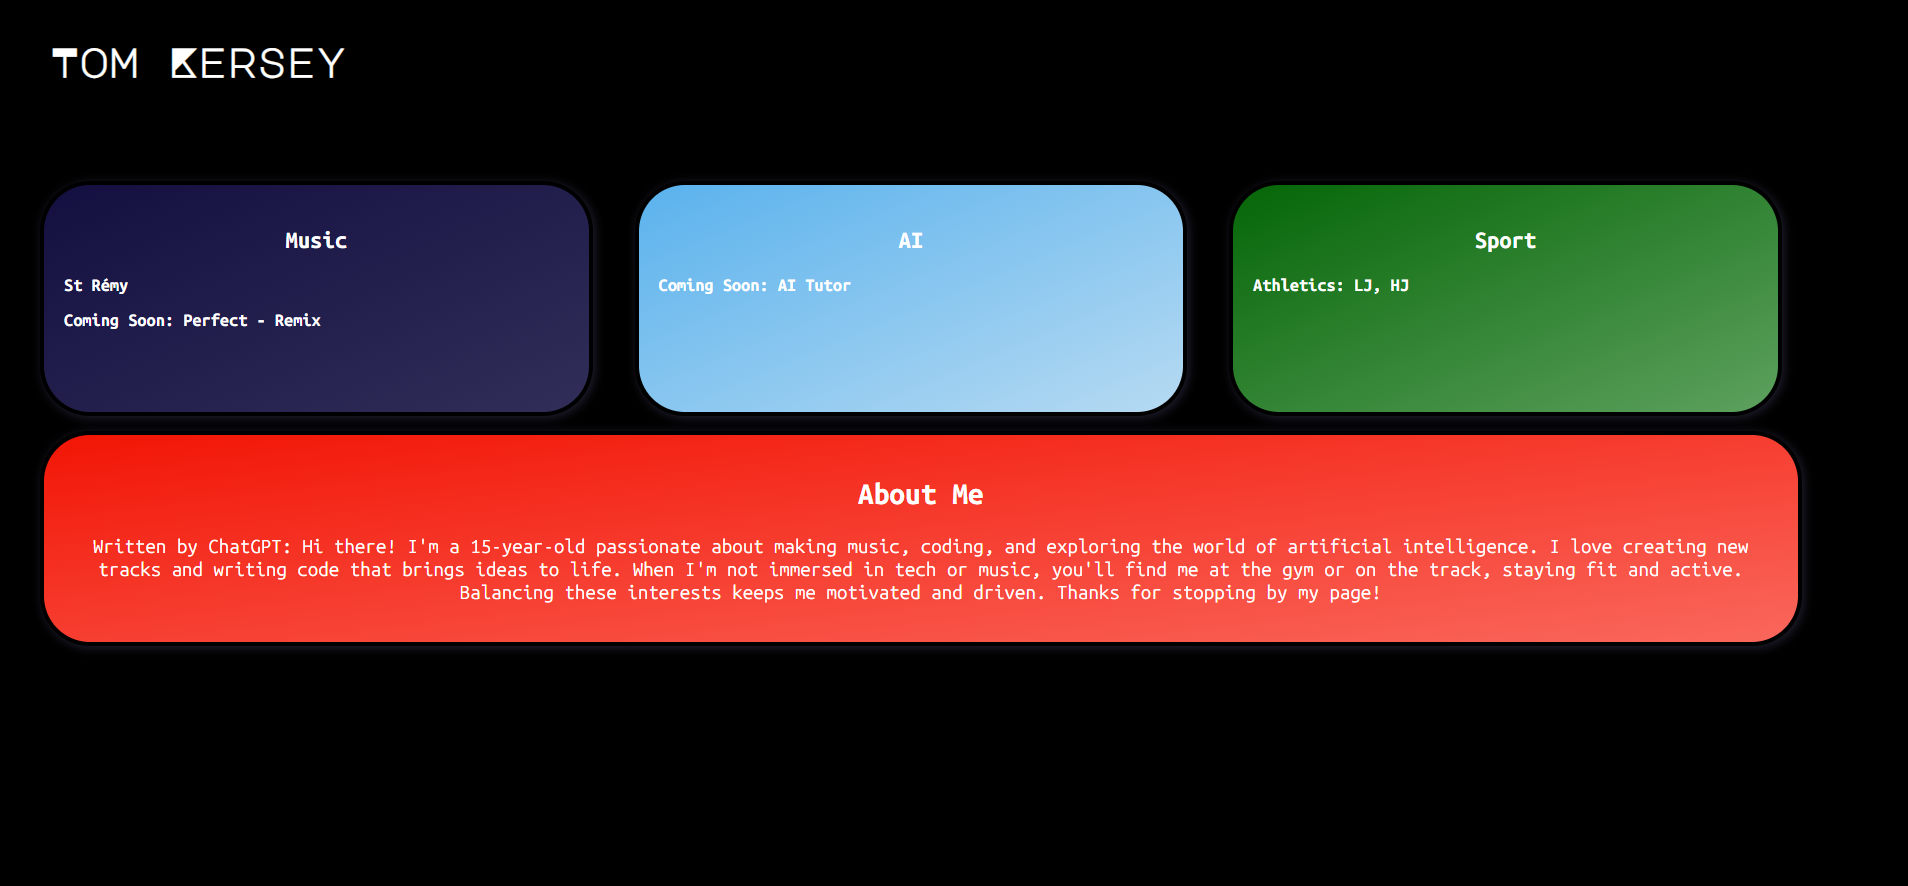 TOM KERSEY
Music
St Rémy
Coming Soon: Perfect - Remix
AI
Coming Soon: AI Tutor
Sport
Athletics: LJ, HJ
About Me
Written by ChatGPT: Hi there! I'm a 15-year-old passionate about making music, coding, and exploring the world of artificial intelligence. I love creating new
tracks and writing code that brings ideas to life. When I'm not immersed in tech or music, you'll find me at the gym or on the track, staying fit and active.
Balancing these interests keeps me motivated and driven. Thanks for stopping by my page!